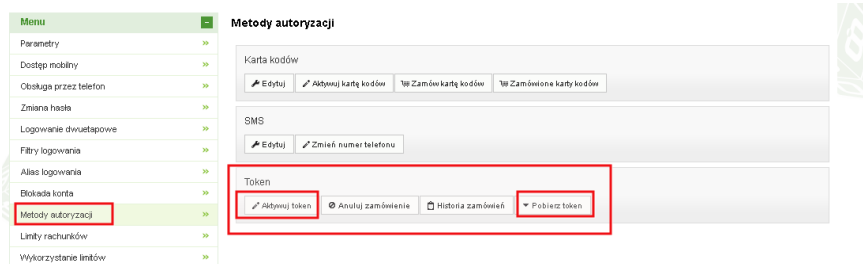 Menu
Parametry
Dostęp mobilny
Obsługa przez telefon
Zmiana hasła
Logowanie dwuetapowe
Filtry logowania
Alias logowania
Blokada konta
Metody autoryzacji
Limity rachunków
Wykorzystanie limitów
Metody autoryzacji
Karta kodów
Edytuj Aktywuj kartę kodów Zamów kartę kodów Zamówione karty kodów
SMS
Edytuj Zmień numer telefonu
Token
Aktywuj token Anuluj zamówienie Historia zamówień Pobierz token